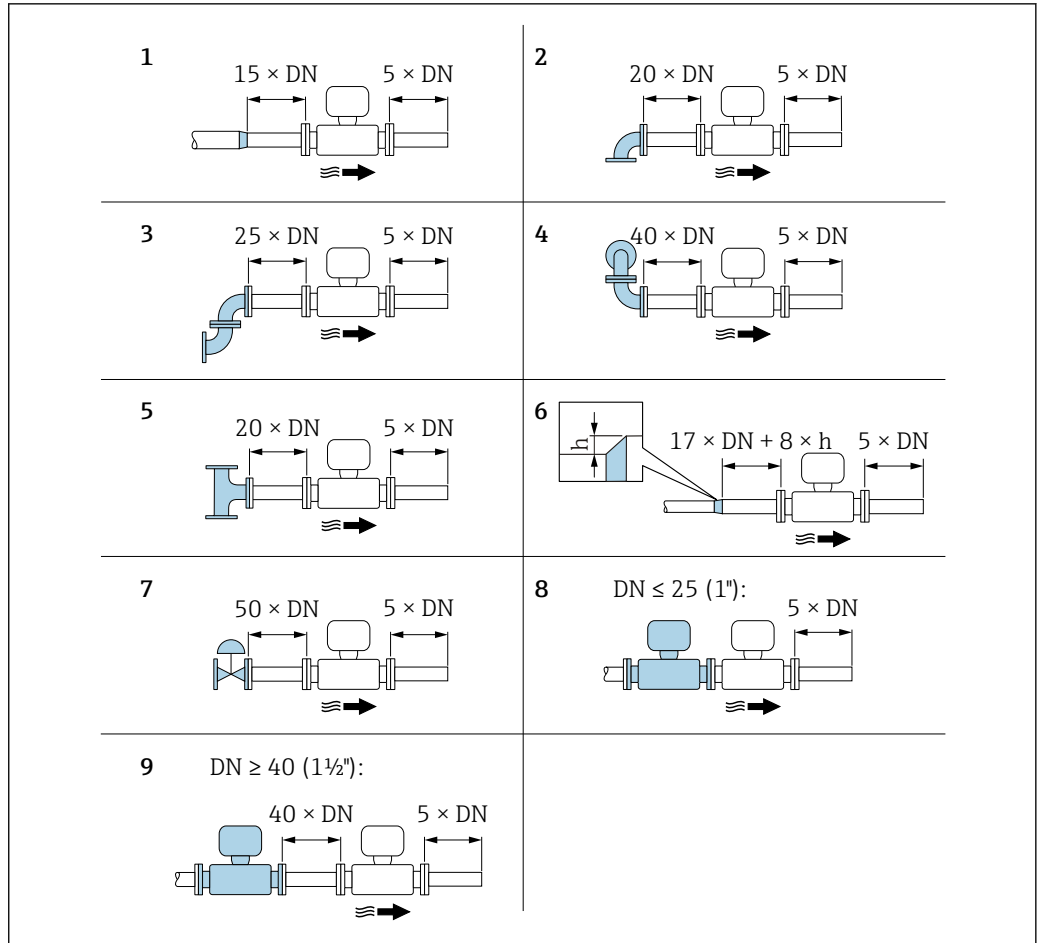 1
15 × DN
5 × DN
2
20 × DN
5 × DN
3
25 × DN
5 × DN
4
40 × DN
5 × DN
5
20 × DN
5 × DN
6
h
17 × DN + 8 × h
5 × DN
7
50 × DN
5 × DN
8
DN ≤ 25 (1"):
5 × DN
9
DN ≥ 40 (1½"):
40 × DN
5 × DN